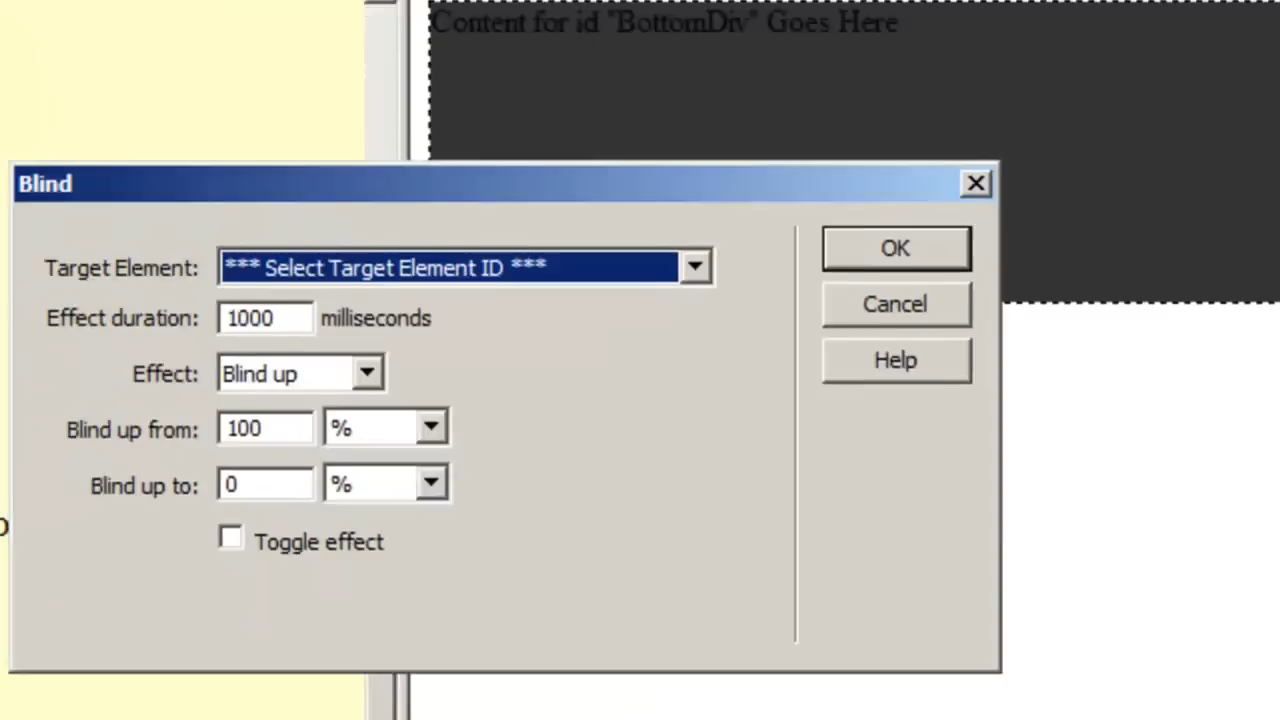 Content for id "BottomDiv" Goes Here
Blind
Target Element: *** Select Target Element ID ***
OK
Effect duration: 1000 milliseconds
Cancel
Effect: Blind up
Help
Blind up from: 100 %
Blind up to: 0 %
Toggle effect